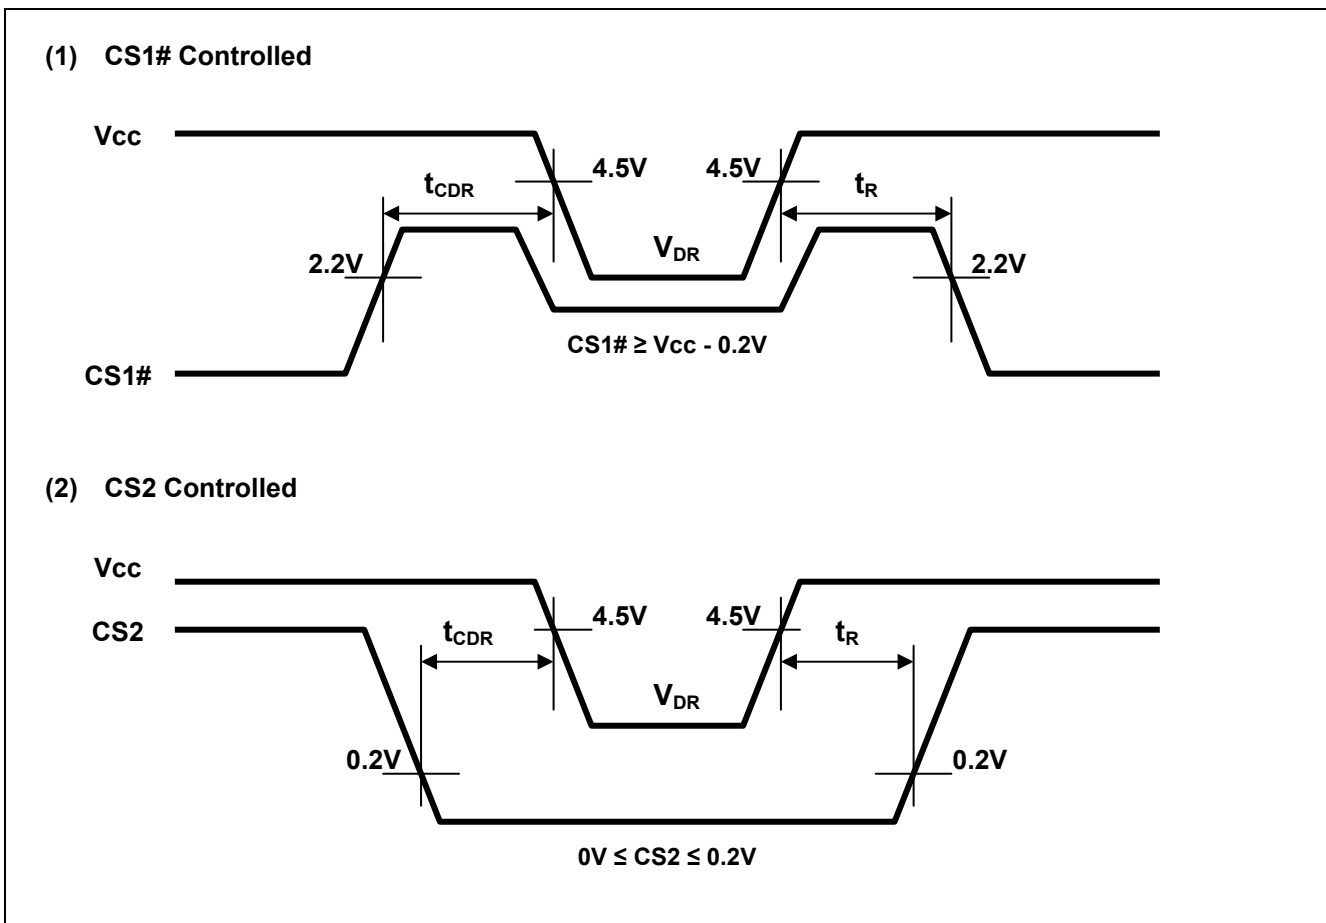 (1) CS1# Controlled
Vcc
4.5V 4.5V
tCDR tR
VDR
2.2V 2.2V
CS1# ≥ Vcc - 0.2V
CS1#
(2) CS2 Controlled
Vcc
CS2 4.5V 4.5V
tCDR tR
VDR
0.2V 0.2V
0V ≤ CS2 ≤ 0.2V